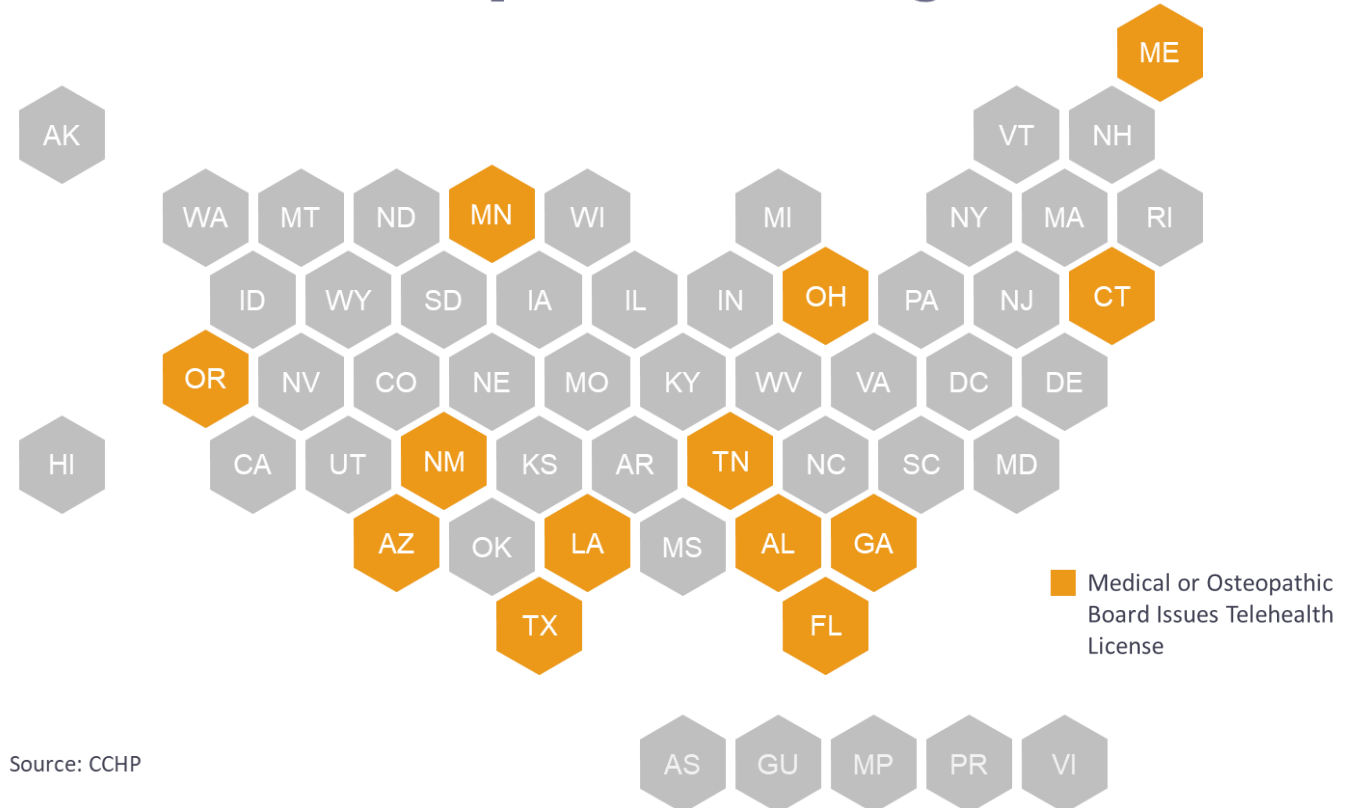 ME
AK
VT NH
WA MT ND MN WI MI NY MA RI
ID WY SD IA IL IN OH PA NJ CT
OR NV CO NE MO KY WV VA DC DE
HI CA UT NM KS AR TN NC SC MD
AZ OK LA MS AL GA
TX FL
Medical or Osteopathic
Board Issues Telehealth
License
Source: CCHP
AS GU MP PR VI